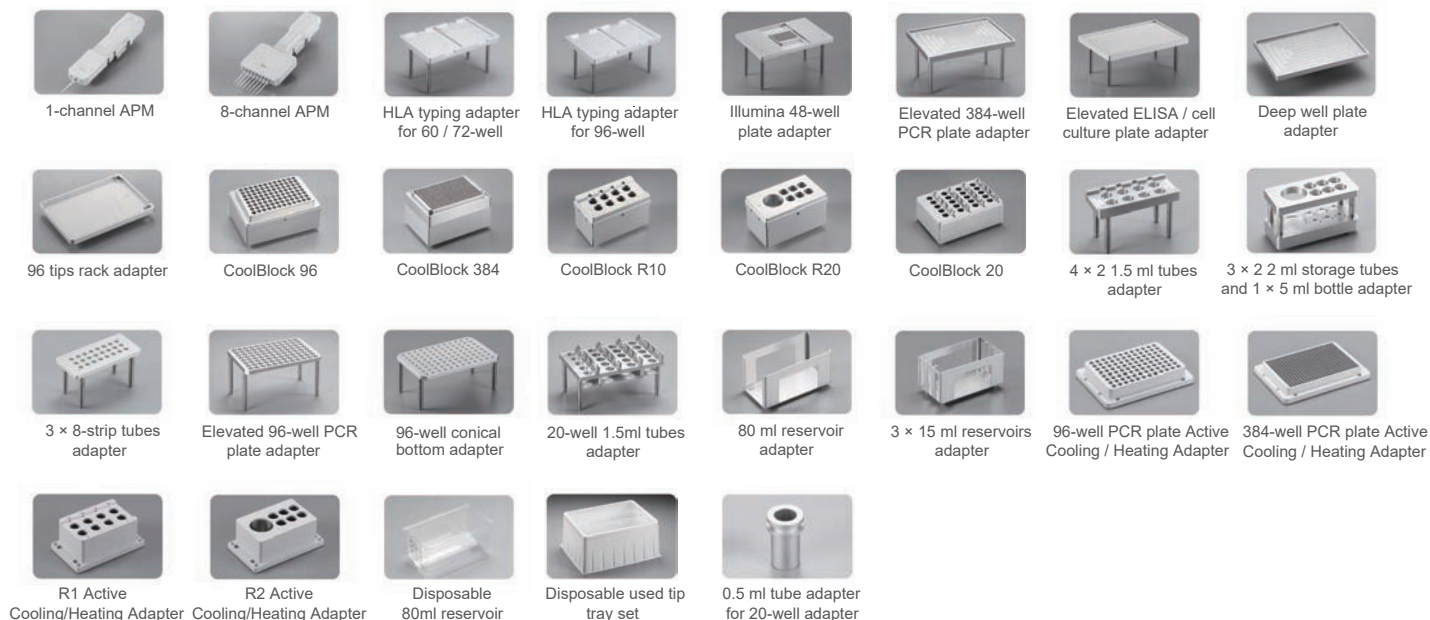 1-channel APM
8-channel APM
HLA typing adapter
for 60 / 72-well
HLA typing adapter
for 96-well
Illumina 48-well
plate adapter
Elevated 384-well
PCR plate adapter
Elevated ELISA / cell
culture plate adapter
Deep well plate
adapter
96 tips rack adapter
CoolBlock 96
CoolBlock 384
CoolBlock R10
CoolBlock R20
CoolBlock 20
4 × 2 1.5 ml tubes
adapter
3 × 2 2 ml storage tubes
and 1 × 5 ml bottle adapter
3 × 8-strip tubes
adapter
Elevated 96-well PCR
plate adapter
96-well conical
bottom adapter
20-well 1.5ml tubes
adapter
80 ml reservoir
adapter
3 × 15 ml reservoirs
adapter
96-well PCR plate Active
Cooling / Heating Adapter
384-well PCR plate Active
Cooling / Heating Adapter
R1 Active
Cooling/Heating Adapter
R2 Active
Cooling/Heating Adapter
Disposable
80ml reservoir
Disposable used tip
tray set
0.5 ml tube adapter
for 20-well adapter